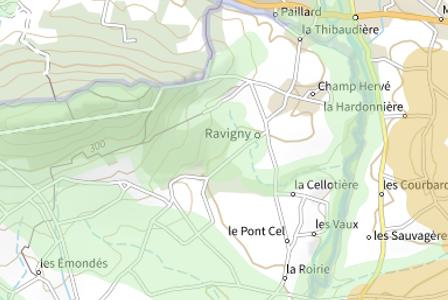 Paillard
la Thibaudière
Champ Hervé
la Hardonnière
Ravigny
300
la Cellotière
les Courbarc
le Pont Cel
les Vaux
les Sauvagère
la Roirie
les Émondés